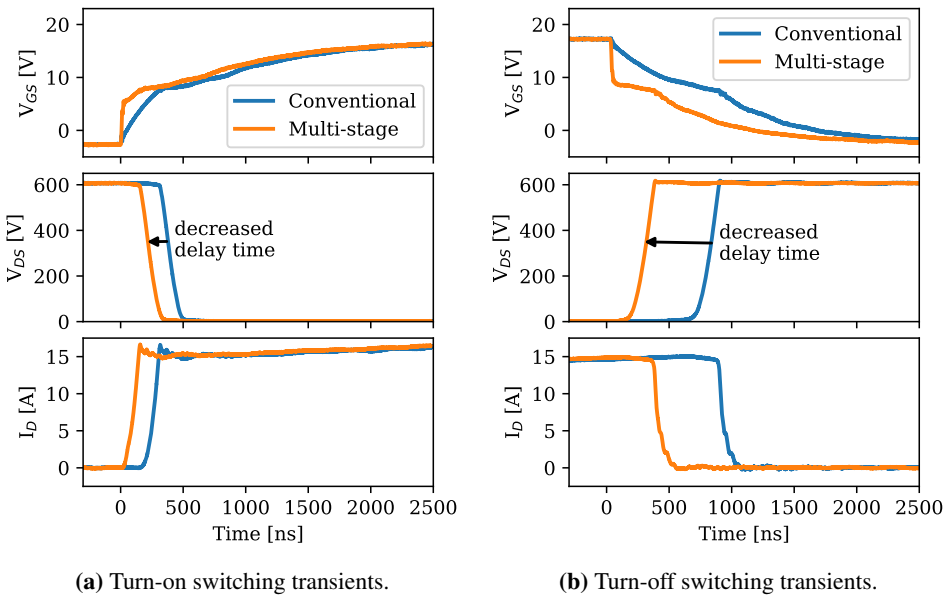 20
10
0
V_GS [V]
Conventional
Multi-stage
600
400
200
0
V_DS [V]
decreased
delay time
15
10
5
0
I_D [A]
0 500 1000 1500 2000 2500
Time [ns]
(a) Turn-on switching transients.
20
10
0
V_GS [V]
Conventional
Multi-stage
600
400
200
0
V_DS [V]
decreased
delay time
15
10
5
0
I_D [A]
0 500 1000 1500 2000 2500
Time [ns]
(b) Turn-off switching transients.